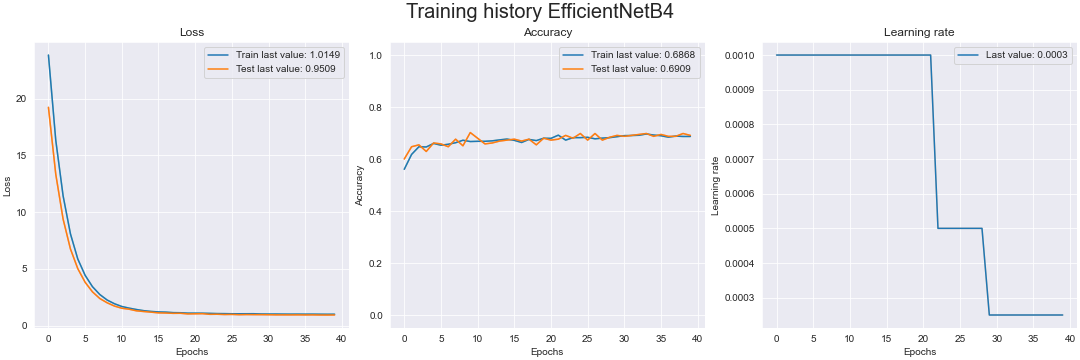 Training history EfficientNetB4
Loss
Train last value: 1.0149
Test last value: 0.9509
20
15
10
5
0
Loss
0 5 10 15 20 25 30 35 40
Epochs
Accuracy
Train last value: 0.6868
Test last value: 0.6909
1.0
0.8
0.6
0.4
0.2
0.0
Accuracy
0 5 10 15 20 25 30 35 40
Epochs
Learning rate
Last value: 0.0003
0.0010
0.0009
0.0008
0.0007
0.0006
0.0005
0.0004
0.0003
Learning rate
0 5 10 15 20 25 30 35 40
Epochs